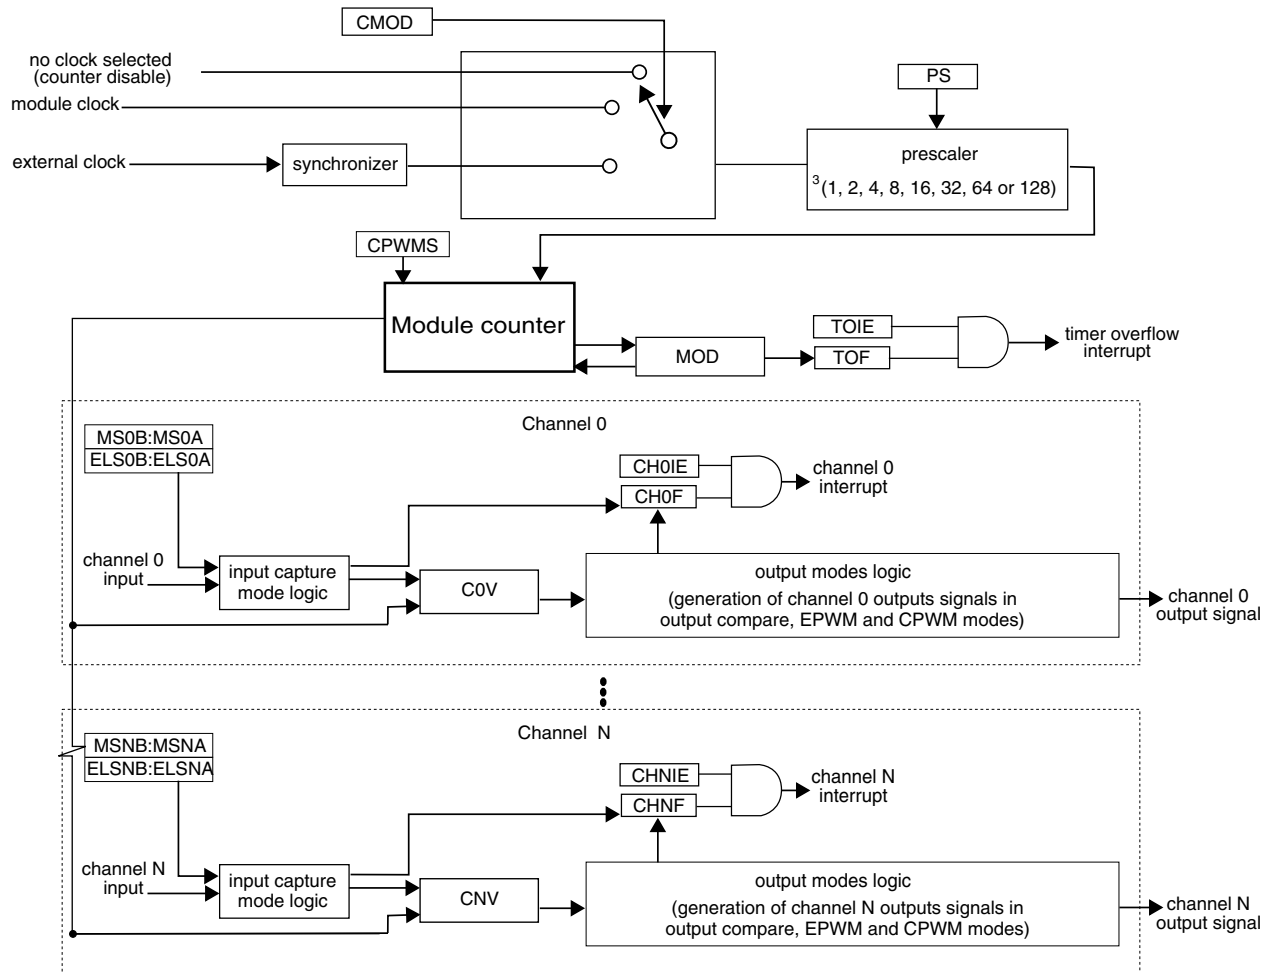 CMOD
no clock selected
(counter disable)
module clock
external clock
synchronizer
PS
prescaler
3(1, 2, 4, 8, 16, 32, 64 or 128)
CPWMS
Module counter
MOD
TOIE
TOF
timer overflow
interrupt
Channel 0
MS0B:MS0A
ELS0B:ELS0A
CH0IE
CH0F
channel 0
interrupt
channel 0
input
input capture
mode logic
C0V
output modes logic
(generation of channel 0 outputs signals in
output compare, EPWM and CPWM modes)
channel 0
output signal
Channel N
MSNB:MSNA
ELSNB:ELSNA
CHNIE
CHNF
channel N
interrupt
channel N
input
input capture
mode logic
CNV
output modes logic
(generation of channel N outputs signals in
output compare, EPWM and CPWM modes)
channel N
output signal